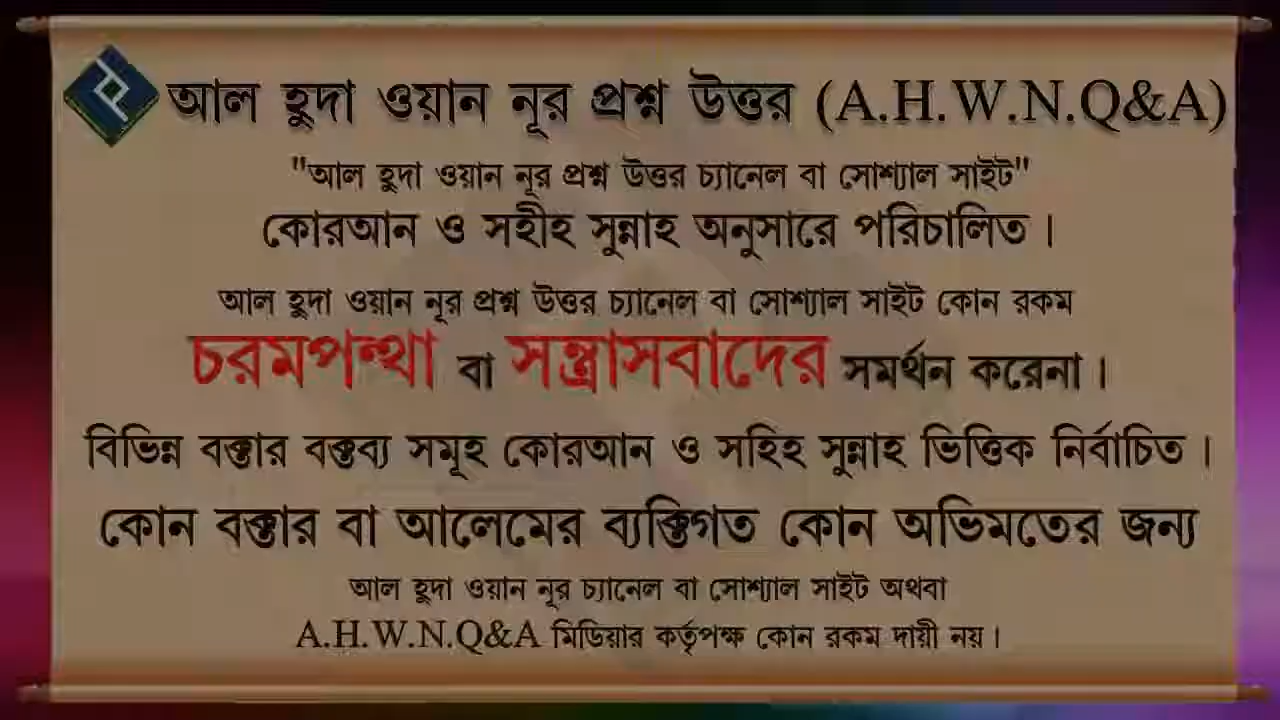 আল হুদা ওয়ান নূর প্রশ্ন উত্তর (A.H.W.N.Q&A)
"আল হুদা ওয়ান নূর প্রশ্ন উত্তর চ্যানেল বা সোশ্যাল সাইট"
কোরআন ও সহীহ সুন্নাহ অনুসারে পরিচালিত ।
আল হুদা ওয়ান নূর প্রশ্ন উত্তর চ্যানেল বা সোশ্যাল সাইট কোন রকম
চরমপন্থা বা সন্ত্রাসবাদের সমর্থন করেনা ।
বিভিন্ন বক্তার বক্তব্য সমূহ কোরআন ও সহিহ সুন্নাহ ভিত্তিক নির্বাচিত ।
কোন বক্তার বা আলেমের ব্যক্তিগত কোন অভিমতের জন্য
আল হুদা ওয়ান নূর চ্যানেল বা সোশ্যাল সাইট অথবা
A.H.W.N.Q&A মিডিয়ার কর্তৃপক্ষ কোন রকম দায়ী নয় ।